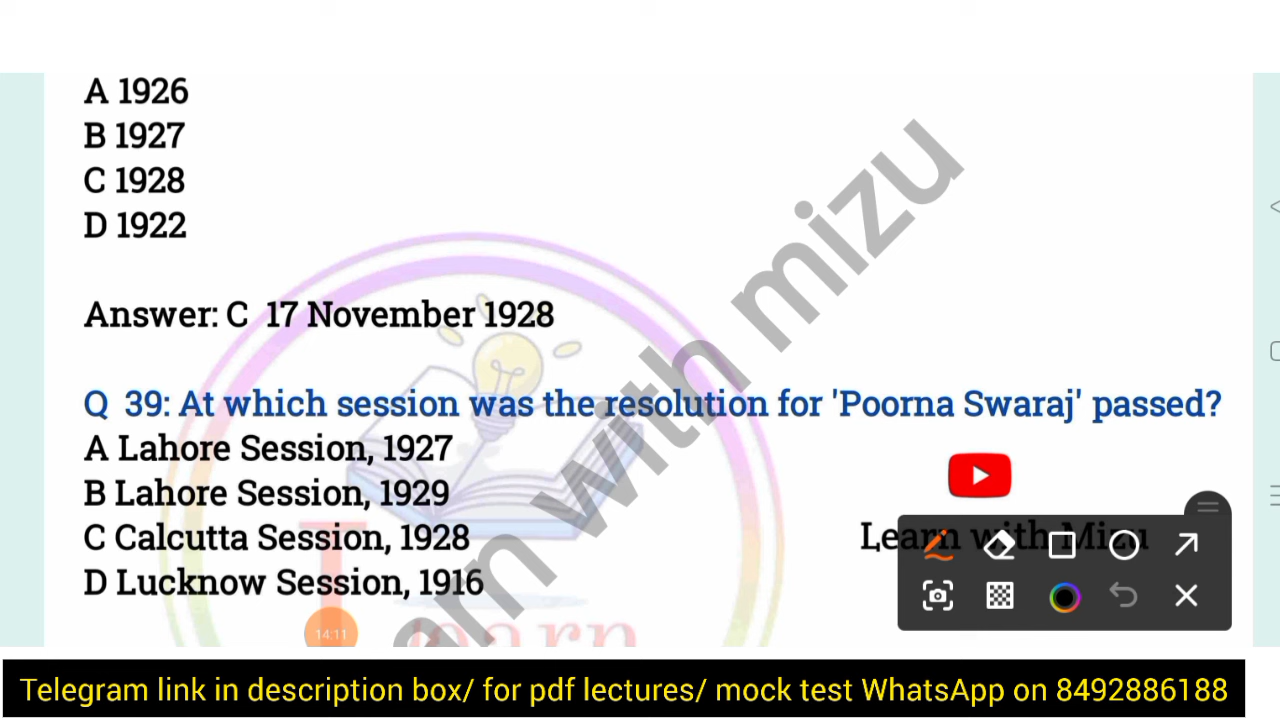 A 1926
B 1927
C 1928
D 1922
Answer: C 17 November 1928
Q 39: At which session was the resolution for 'Poorna Swaraj' passed?
A Lahore Session, 1927
B Lahore Session, 1929
C Calcutta Session, 1928
D Lucknow Session, 1916
Learn with Mizu
14:11
earn with mizu
Learn
Telegram link in description box/ for pdf lectures/ mock test WhatsApp on 8492886188